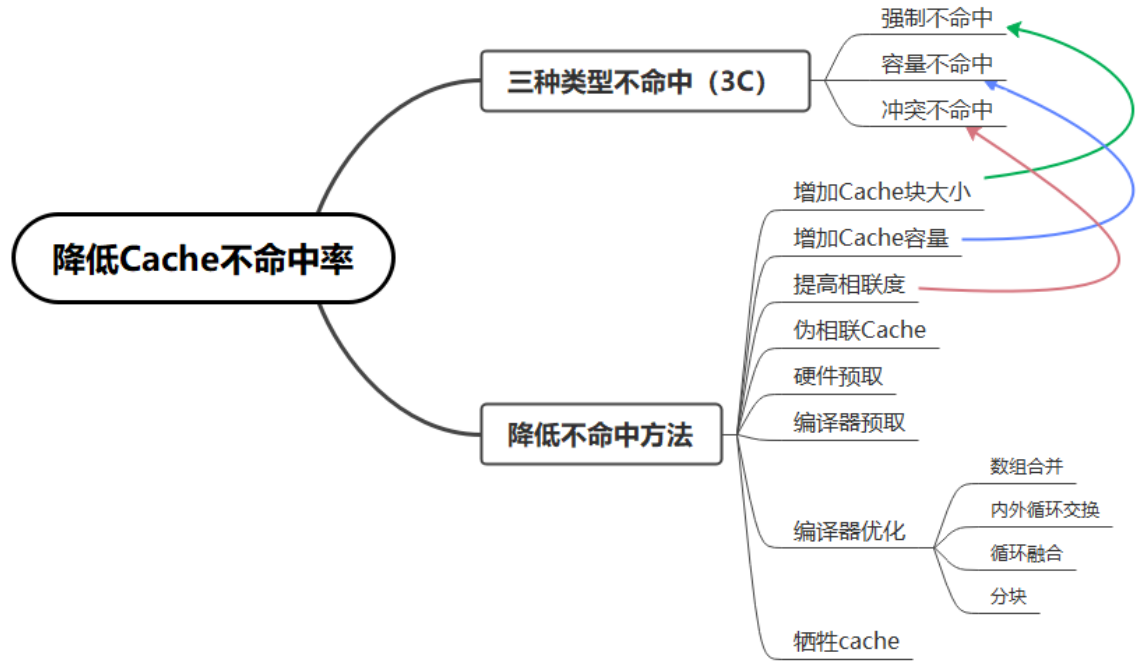 降低Cache不命中率
三种类型不命中（3C）
强制不命中
容量不命中
冲突不命中
降低不命中方法
增加Cache块大小
增加Cache容量
提高相联度
伪相联Cache
硬件预取
编译器预取
编译器优化
数组合并
内外循环交换
循环融合
分块
牺牲cache